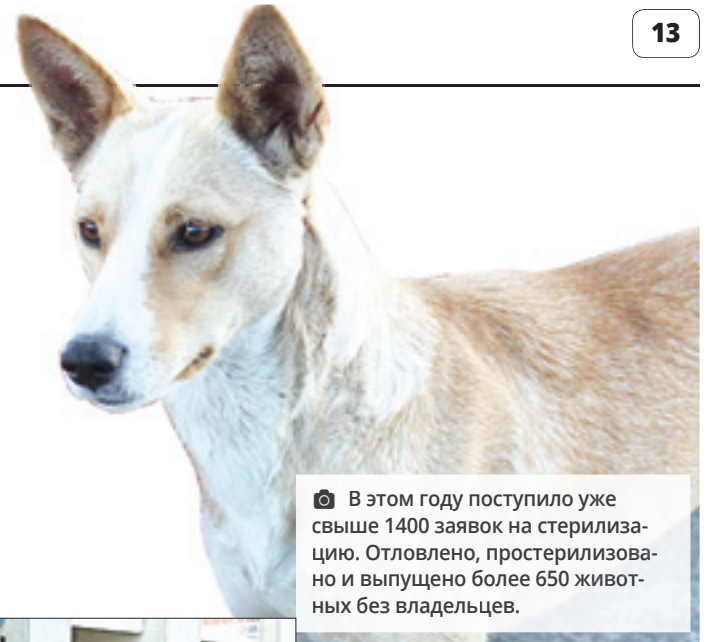 13
В этом году поступило уже
свыше 1400 заявок на стерилиза-
цию. Отловлено, простерилизова-
но и выпущено более 650 живот-
ных без владельцев.